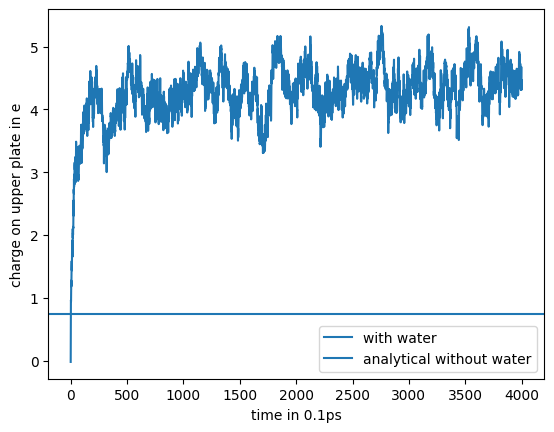 charge on upper plate in e
5
4
3
2
1
0
with water
analytical without water
0 500 1000 1500 2000 2500 3000 3500 4000
time in 0.1ps